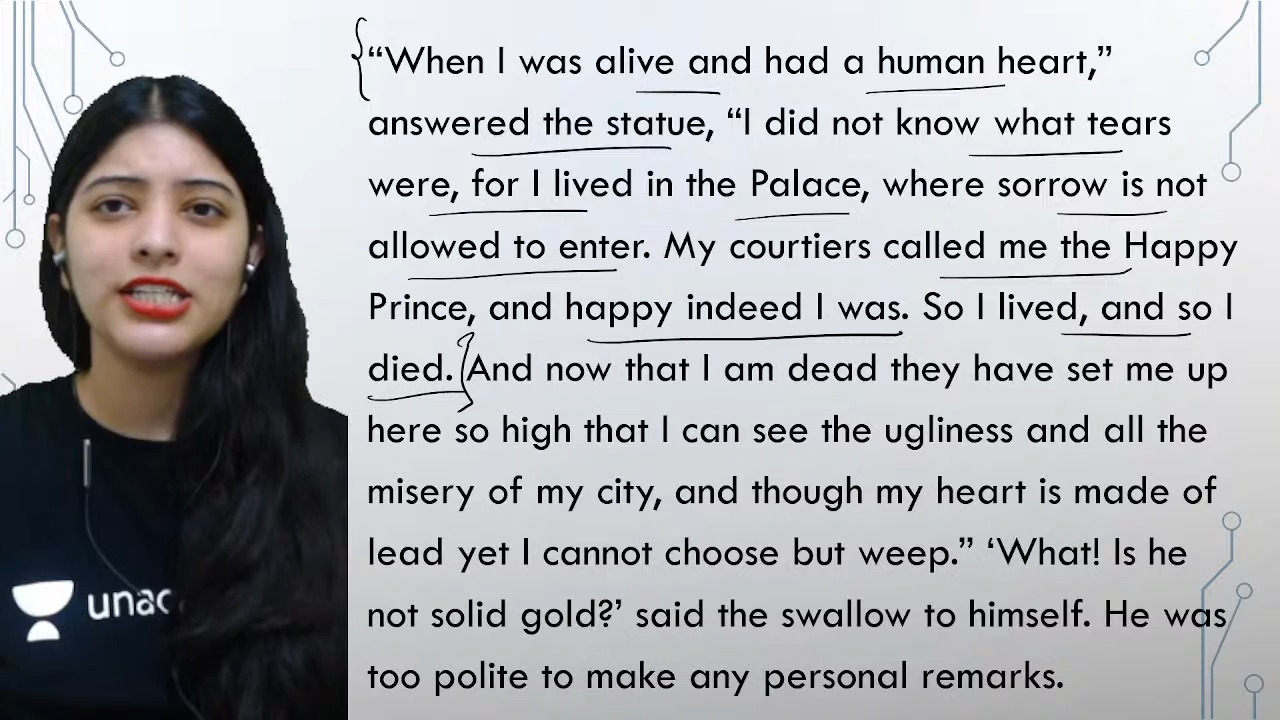 “When I was alive and had a human heart,”
answered the statue, “I did not know what tears
were, for I lived in the Palace, where sorrow is not
allowed to enter. My courtiers called me the Happy
Prince, and happy indeed I was. So I lived, and so I
died. And now that I am dead they have set me up
here so high that I can see the ugliness and all the
misery of my city, and though my heart is made of
lead yet I cannot choose but weep.” ‘What! Is he
not solid gold?’ said the swallow to himself. He was
too polite to make any personal remarks.